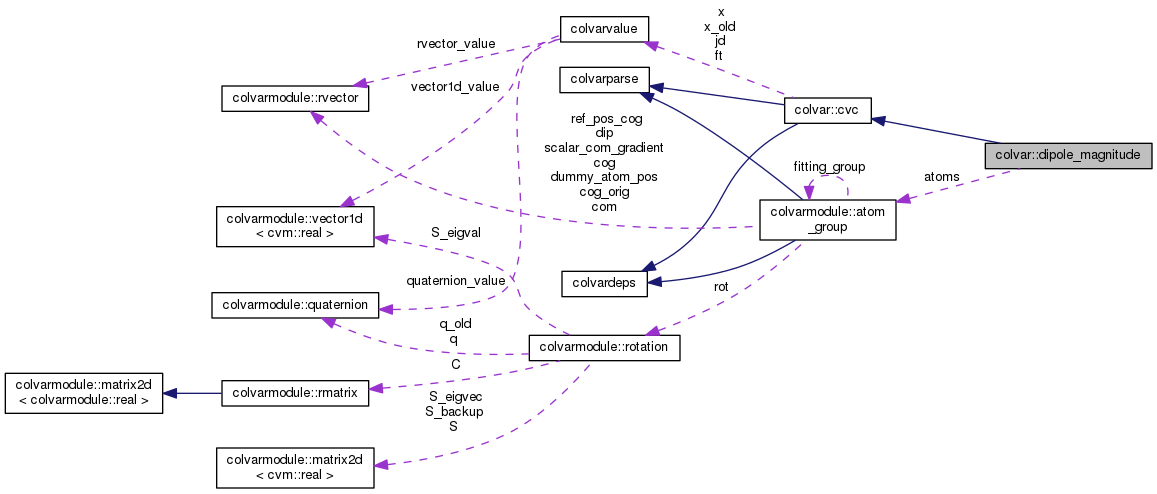 x
x_old
jd
ft
colvarvalue
rvector_value
colvarparse
vector1d_value
colvarmodule::rvector
colvar::cvc
ref_pos_cog
dip
scalar_com_gradient
cog
dummy_atom_pos
cog_orig
com
colvar::dipole_magnitude
fitting_group
atoms
colvarmodule::vector1d
< cvm::real >
colvarmodule::atom
_group
S_eigval
colvardeps
quaternion_value
rot
colvarmodule::quaternion
q_old
q
colvarmodule::rotation
C
colvarmodule::matrix2d
< colvarmodule::real >
colvarmodule::rmatrix
S_eigvec
S_backup
S
colvarmodule::matrix2d
< cvm::real >